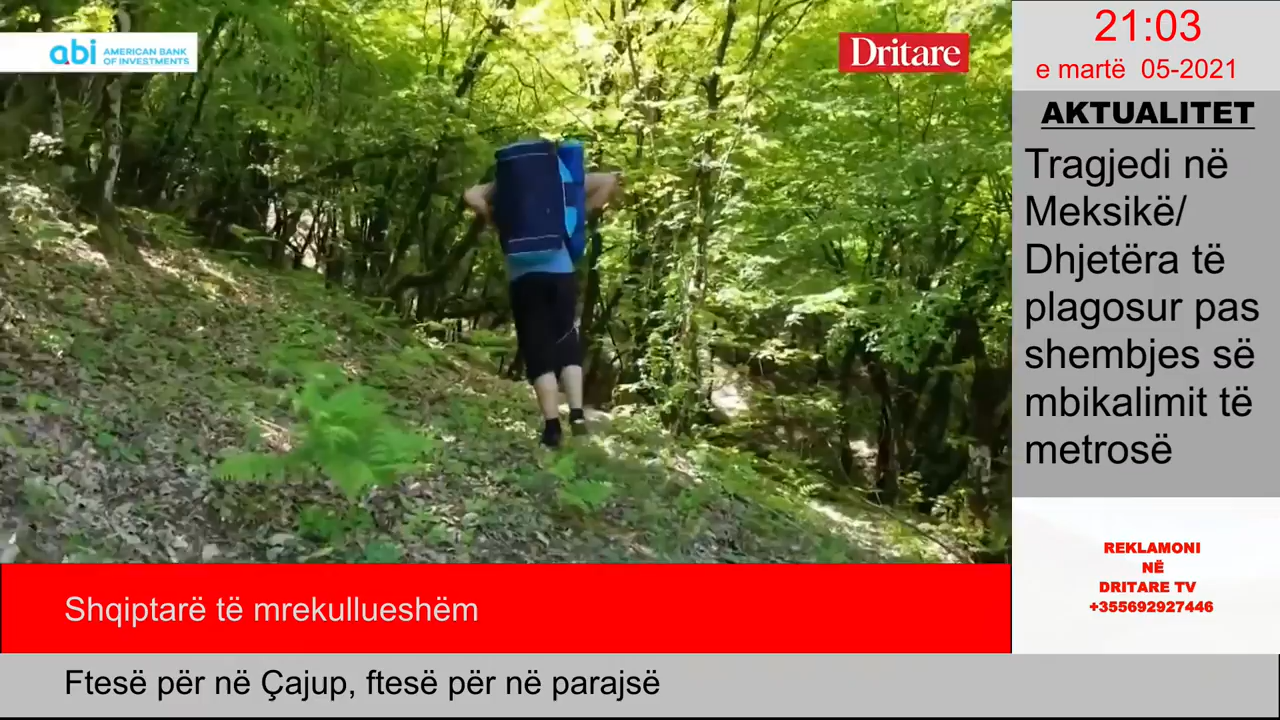 abi AMERICAN BANK
OF INVESTMENTS
Dritare
21:03
e martë 05-2021
AKTUALITET
Tragjedi në
Meksikë/
Dhjetëra të
plagosur pas
shembjes së
mbikalimit të
metrosë
REKLAMONI
NË
DRITARE TV
+355692927446
Shqiptarë të mrekullueshëm
Ftesë për në Çajup, ftesë për në parajsë